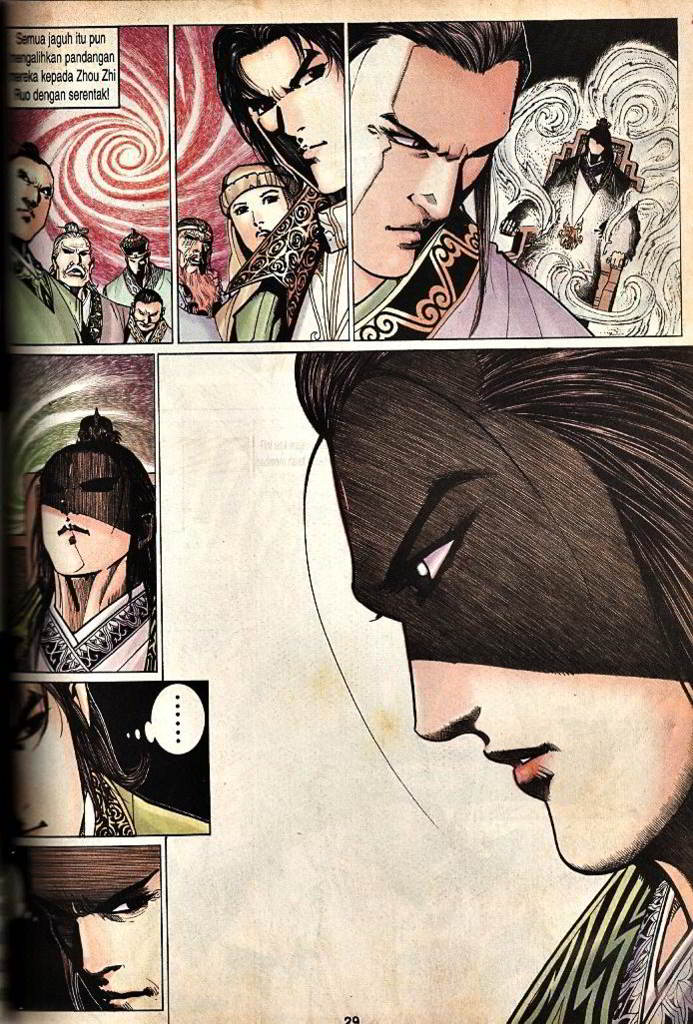 Semua jaguh itu pun
mengalihkan pandangan
mereka kepada Zhou Zhi
Ruo dengan serentak!
.....
29